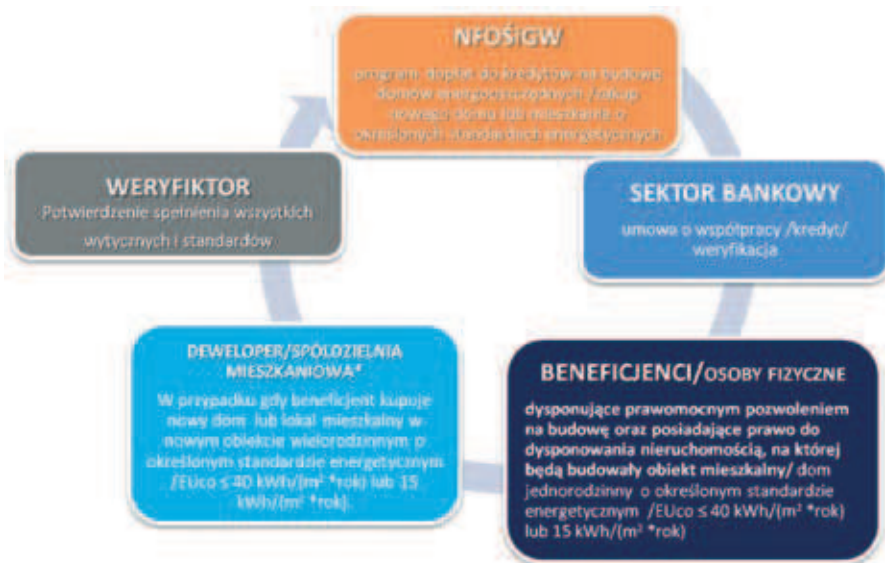 NFOŚiGW
program dopłat do kredytów na budowę
domów energooszczędnych /zakup
nowego domu lub mieszkania o
określonych standardach energetycznych
WERYFIKTOR
Potwierdzenie spełnienia wszystkich
wytycznych i standardów
SEKTOR BANKOWY
umowa o współpracy /kredyt/
weryfikacja
DEWELOPER/SPÓŁDZIELNIA
MIESZKANIOWA*
W przypadku gdy beneficjent kupuje
nowy dom lub lokal mieszkalny w
nowym obiekcie wielorodzinnym o
określonym standardzie energetycznym
/EUco ≤ 40 kWh/(m² *rok) lub 15
kWh/(m² *rok).
BENEFICJENCI/OSOBY FIZYCZNE
dysponujące prawomocnym pozwoleniem
na budowę oraz posiadające prawo do
dysponowania nieruchomością, na której
będą budowały obiekt mieszkalny/ dom
jednorodzinny o określonym standardzie
energetycznym /EUco ≤ 40 kWh/(m² *rok)
lub 15 kWh/(m² *rok)